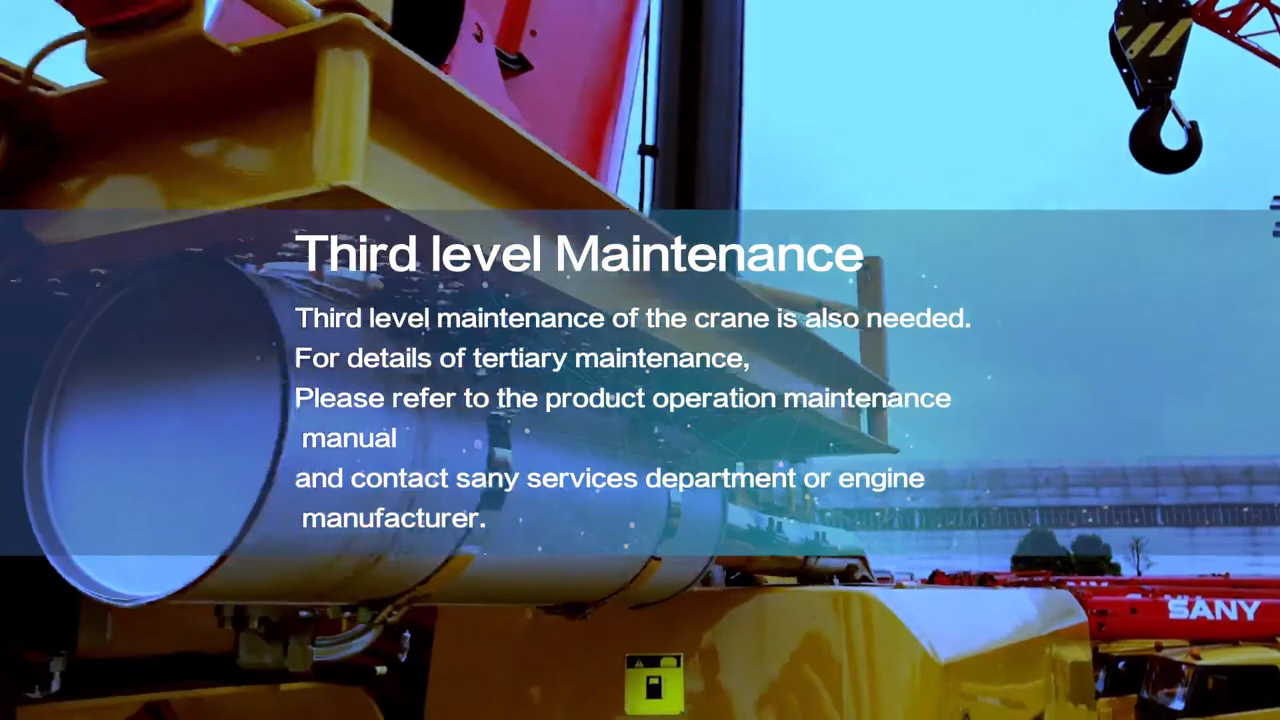 Third level Maintenance
Third level maintenance of the crane is also needed.
For details of tertiary maintenance,
Please refer to the product operation maintenance
manual
and contact sany services department or engine
manufacturer.
SANY
SANY